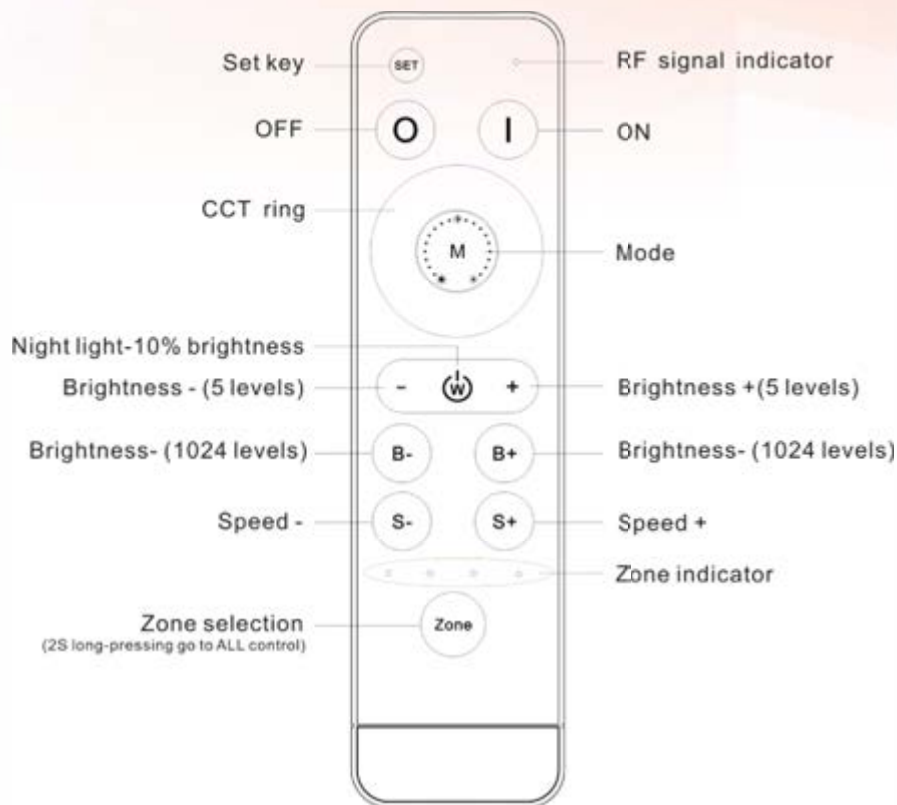 Set key
SET
RF signal indicator
OFF
O
I
ON
CCT ring
M
Mode
Night light-10% brightness
Brightness - (5 levels)
-
W
+
Brightness +(5 levels)
Brightness- (1024 levels)
B-
B+
Brightness- (1024 levels)
Speed -
S-
S+
Speed +
Zone indicator
Zone selection
(2S long-pressing go to ALL control)
Zone